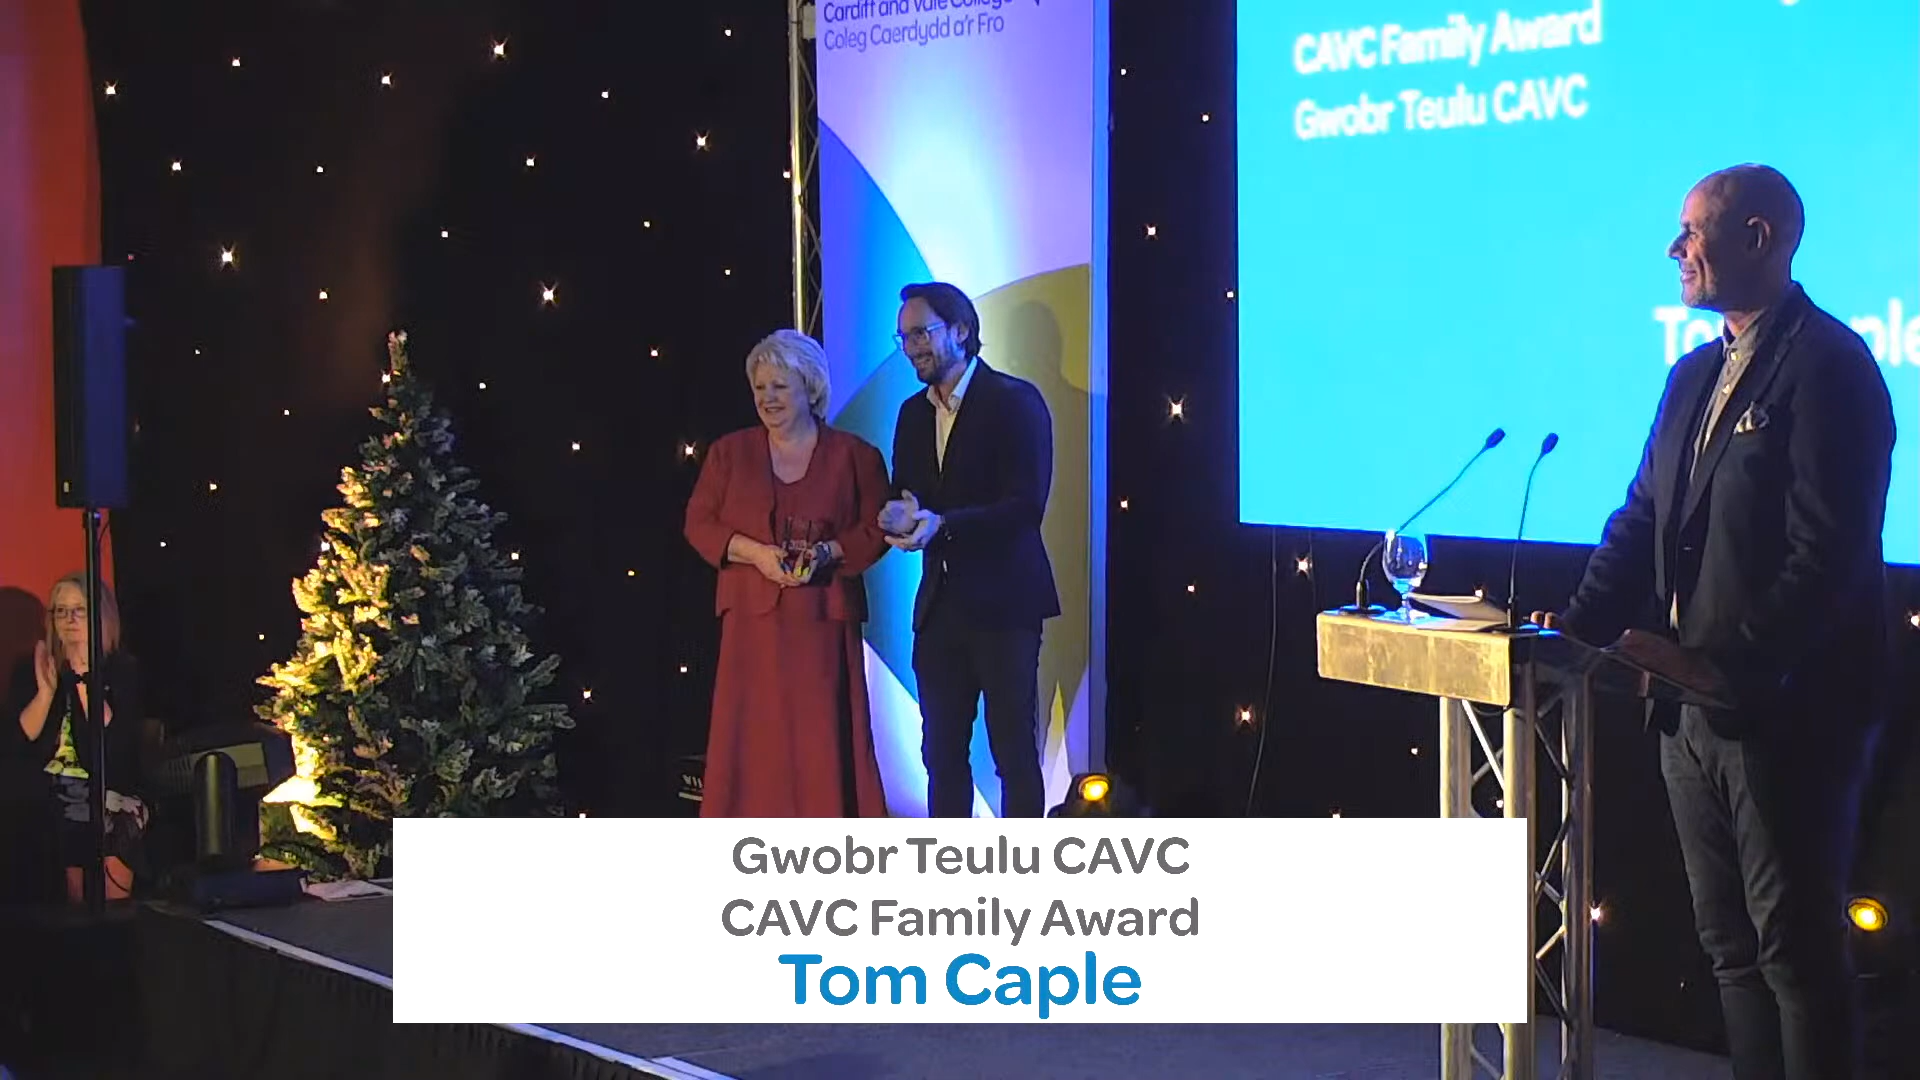 Cardiff and Vale College
Coleg Caerdydd a'r Fro
CAVC Family Award
Gwobr Teulu CAVC
Gwobr Teulu CAVC
CAVC Family Award
Tom Caple